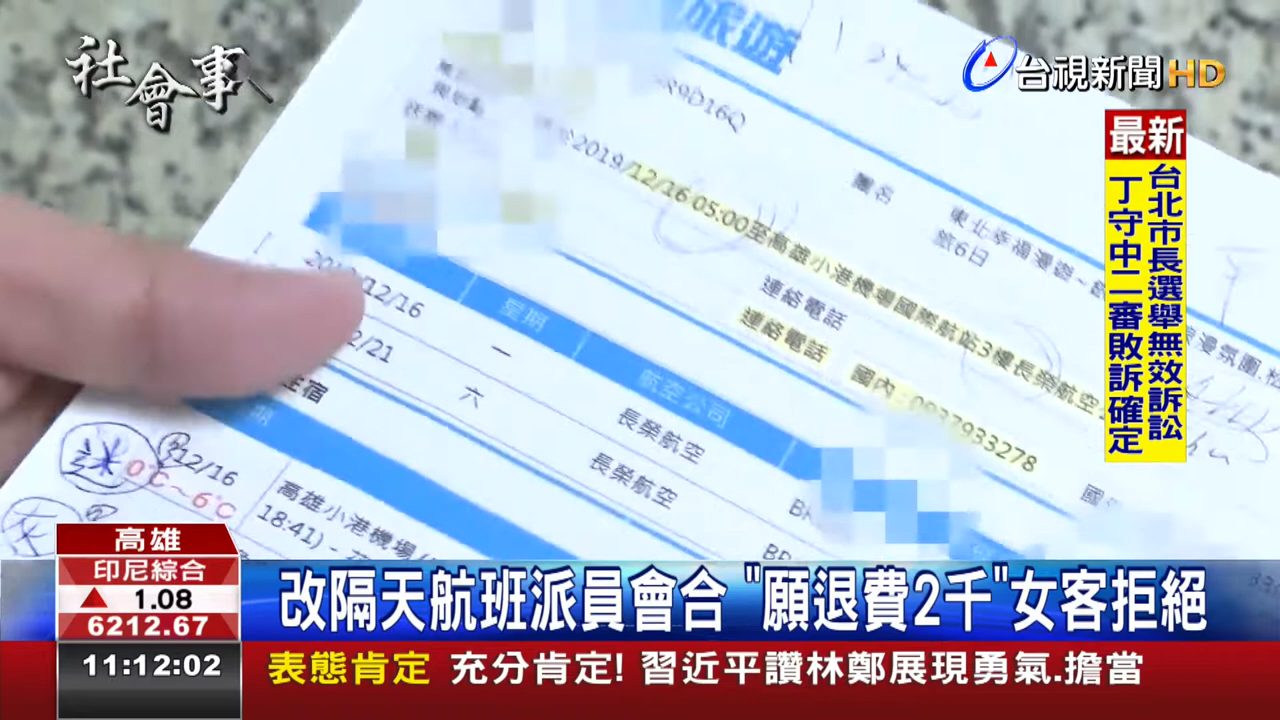 社會事
台視新聞HD
最新
台北市長選舉無效訴訟
丁守中二審敗訴確定
旅遊
R9D16Q
團名
東北幸福漫遊~
旅6日
2019/12/16 05:00至高雄小港機場國際航站3樓長榮航空
連絡電話
連絡電話 國內：0937933278
星期
航空公司
12/16 一 長榮航空
2/21 六 長榮航空
住宿
12/16
0℃~6℃
高雄小港機場
18:41) -
高雄
印尼綜合
▲ 1.08
6212.67
11:12:02
改隔天航班派員會合 "願退費2千"女客拒絕
表態肯定 充分肯定! 習近平讚林鄭展現勇氣.擔當